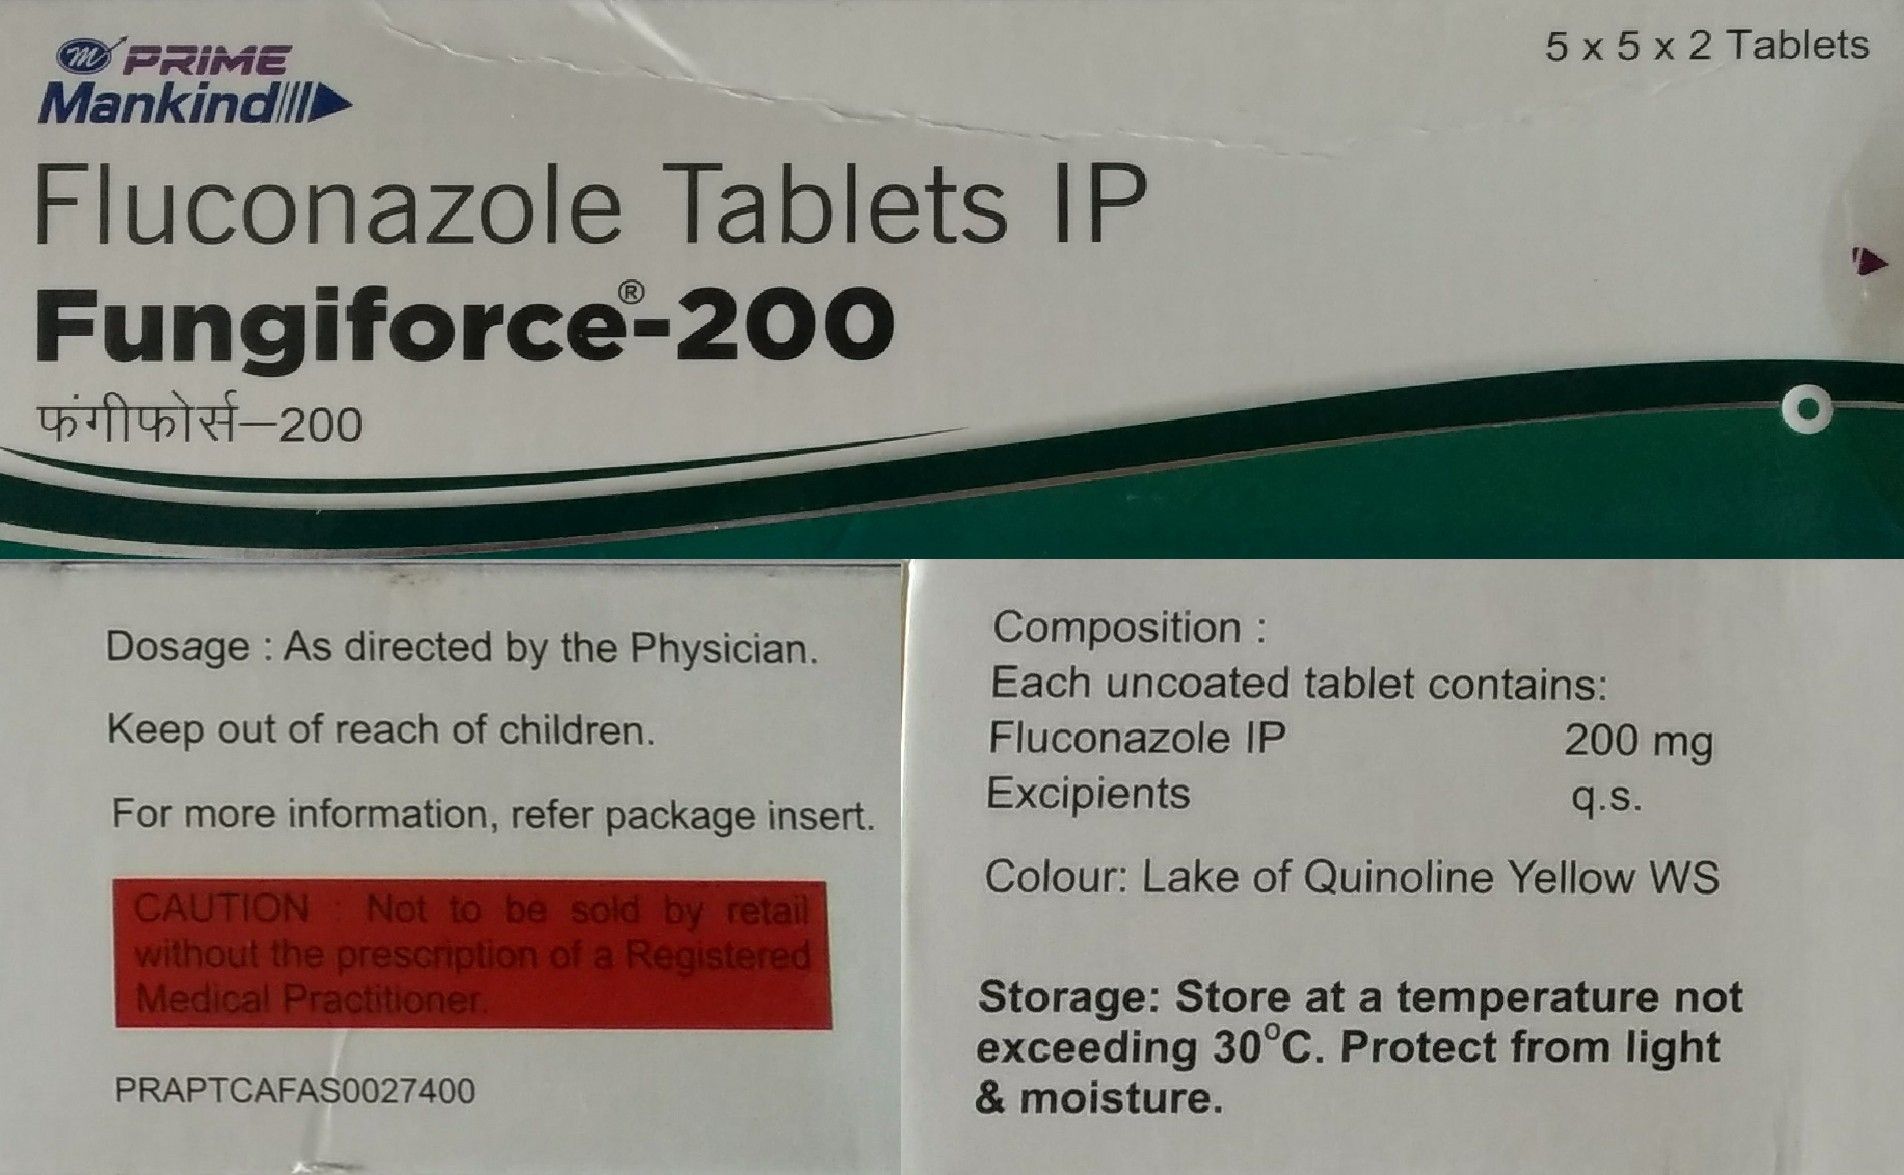 m PRIME
Mankind
5 x 5 x 2 Tablets
Fluconazole Tablets IP
Fungiforce®-200
फंगीफोर्स–200
Dosage : As directed by the Physician.
Keep out of reach of children.
For more information, refer package insert.
CAUTION : Not to be sold by retail
without the prescription of a Registered
Medical Practitioner.
PRAPTCAFAS0027400
Composition :
Each uncoated tablet contains:
Fluconazole IP 200 mg
Excipients q.s.
Colour: Lake of Quinoline Yellow WS
Storage: Store at a temperature not
exceeding 30°C. Protect from light
& moisture.